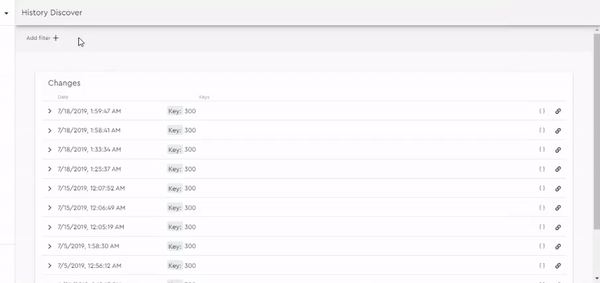 History Discover
Add filter +
Changes
Date Keys
7/18/2019, 1:59:47 AM Key: 300 { }
7/18/2019, 1:58:41 AM Key: 300 { }
7/18/2019, 1:33:34 AM Key: 300 { }
7/18/2019, 1:25:37 AM Key: 300 { }
7/15/2019, 12:07:52 AM Key: 300 { }
7/15/2019, 12:06:49 AM Key: 300 { }
7/15/2019, 12:05:19 AM Key: 300 { }
7/5/2019, 1:58:30 AM Key: 300 { }
7/5/2019, 12:56:12 AM Key: 300 { }